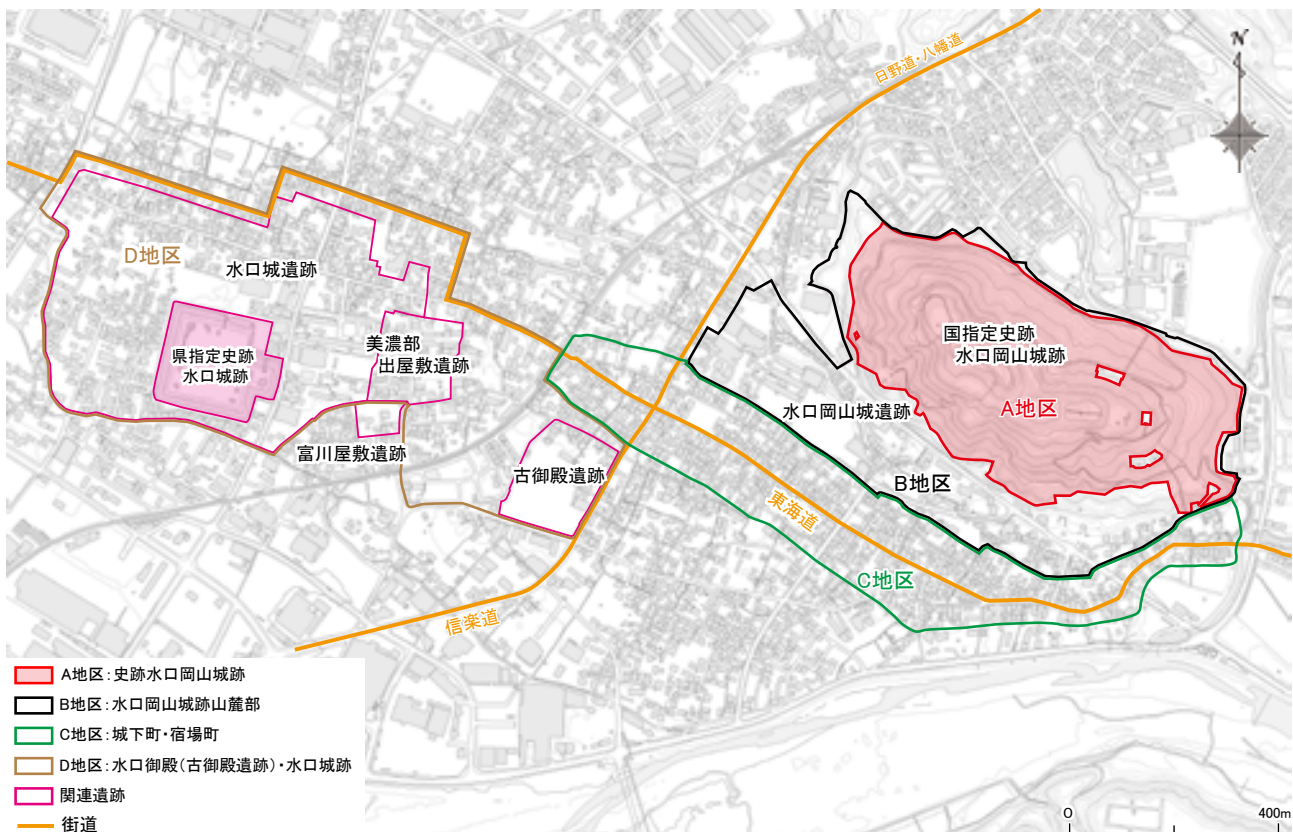 N
日野道・八幡道
D地区
水口城遺跡
県指定史跡
水口城跡
美濃部
出屋敷遺跡
富川屋敷遺跡
古御殿遺跡
国指定史跡
水口岡山城跡
A地区
水口岡山城遺跡
B地区
東海道
C地区
信楽道
A地区:史跡水口岡山城跡
B地区:水口岡山城跡山麓部
C地区:城下町・宿場町
D地区:水口御殿(古御殿遺跡)・水口城跡
関連遺跡
街道
0 400m